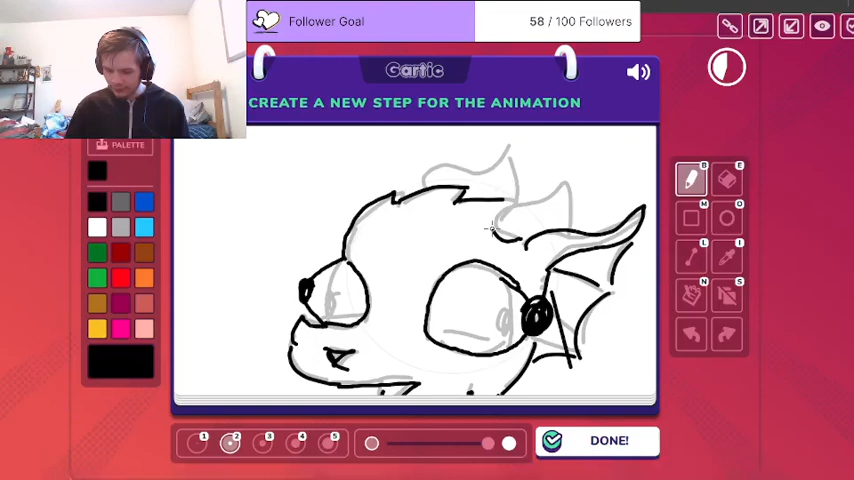 Follower Goal 58 / 100 Followers
Gartic
CREATE A NEW STEP FOR THE ANIMATION
PALETTE
B E
M O
L I
N S
1 2 3 4 5
DONE!